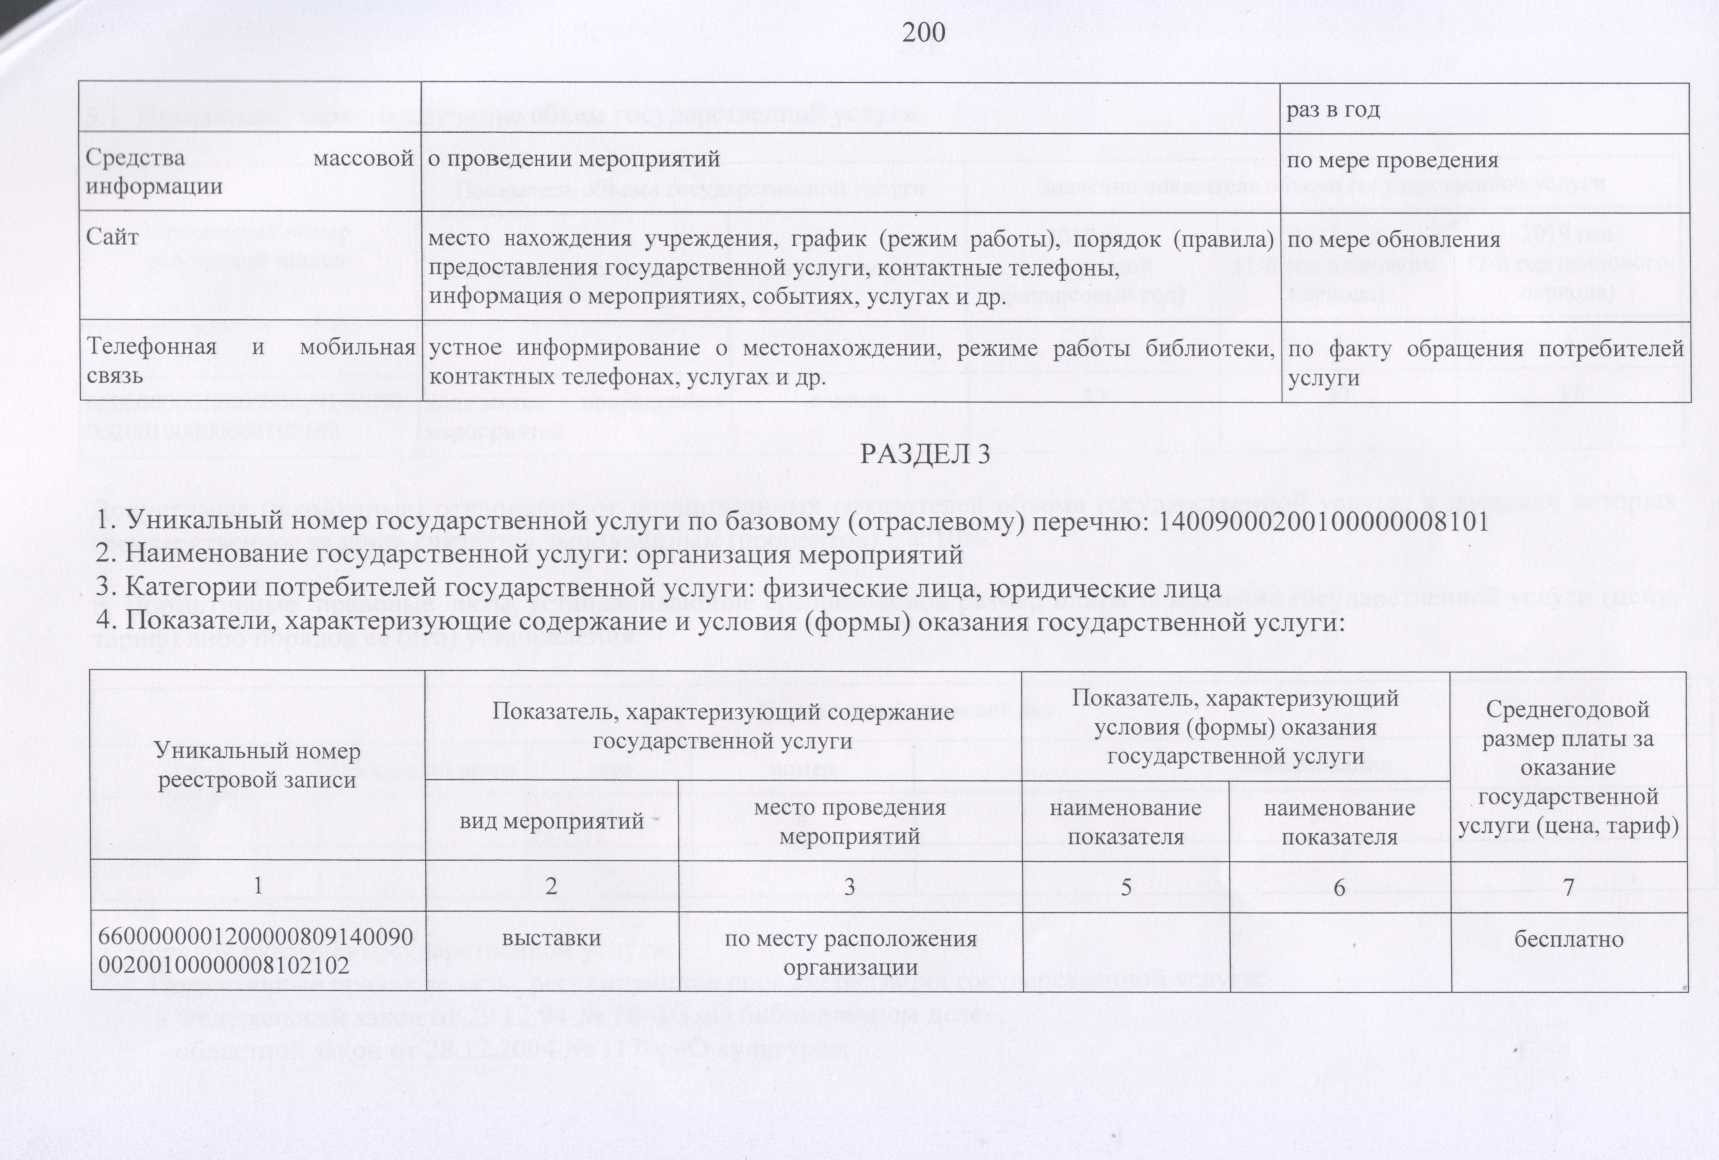 200
раз в год
Средства массовой информации
о проведении мероприятий
по мере проведения
Сайт
место нахождения учреждения, график (режим работы), порядок (правила)
предоставления государственной услуги, контактные телефоны,
информация о мероприятиях, событиях, услугах и др.
по мере обновления
Телефонная и мобильная
связь
устное информирование о местонахождении, режиме работы библиотеки,
контактных телефонах, услугах и др.
по факту обращения потребителей
услуги
РАЗДЕЛ 3
1. Уникальный номер государственной услуги по базовому (отраслевому) перечню: 14009000200100000008101
2. Наименование государственной услуги: организация мероприятий
3. Категории потребителей государственной услуги: физические лица, юридические лица
4. Показатели, характеризующие содержание и условия (формы) оказания государственной услуги:
Уникальный номер
реестровой записи
Показатель, характеризующий содержание
государственной услуги
Показатель, характеризующий
условия (формы) оказания
государственной услуги
Среднегодовой
размер платы за
оказание
государственной
услуги (цена, тариф)
вид мероприятий
место проведения
мероприятий
наименование
показателя
наименование
показателя
1
2
3
5
6
7
6600000001200000809140090
00200100000008102102
выставки
по месту расположения
организации
бесплатно